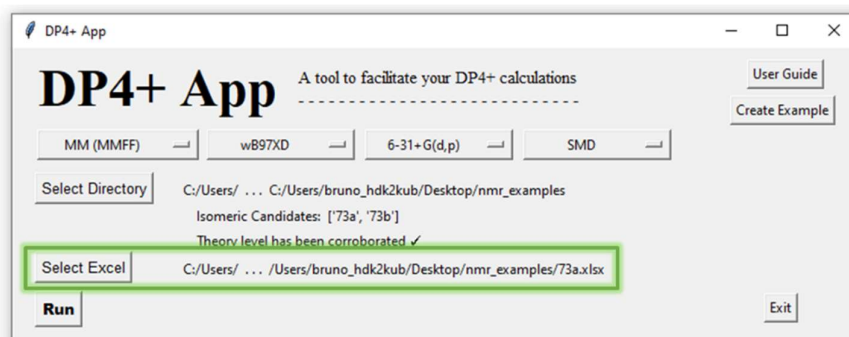 DP4+ App
DP4+ App
A tool to facilitate your DP4+ calculations
- - - - - - - - - - - - - - - - - - - - - - - - - - - - -
User Guide
Create Example
MM (MMFF) wB97XD 6-31+G(d,p) SMD
Select Directory C:/Users/ ... C:/Users/bruno_hdk2kub/Desktop/nmr_examples
Isomeric Candidates: ['73a', '73b']
Theory level has been corroborated ✓
Select Excel C:/Users/ ... /Users/bruno_hdk2kub/Desktop/nmr_examples/73a.xlsx
Run
Exit